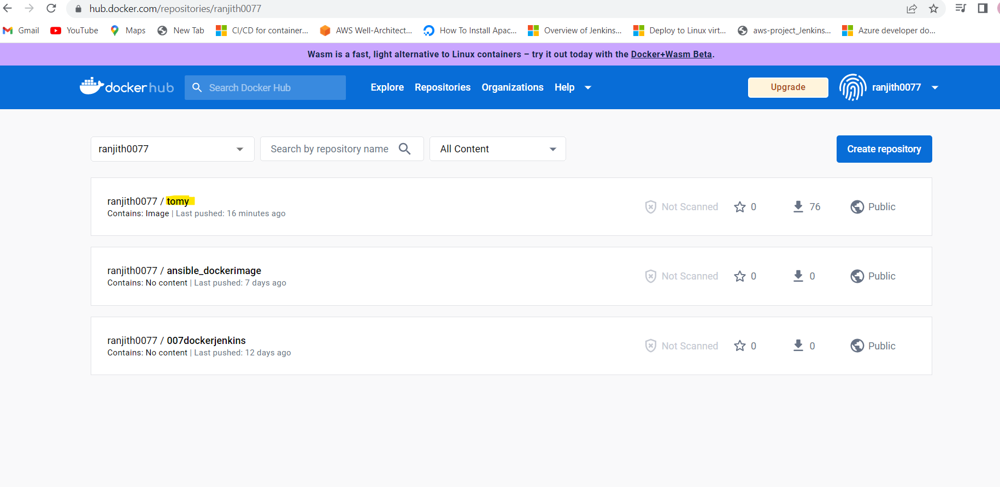 hub.docker.com/repositories/ranjith0077
Gmail YouTube Maps New Tab CI/CD for container... AWS Well-Architect... How To Install Apac... Overview of Jenkins... Deploy to Linux virt... aws-project_Jenkins... Azure developer do...
Wasm is a fast, light alternative to Linux containers – try it out today with the Docker+Wasm Beta.
docker hub Search Docker Hub Explore Repositories Organizations Help Upgrade ranjith0077
ranjith0077 Search by repository name All Content Create repository
ranjith0077 / tomy
Contains: Image | Last pushed: 16 minutes ago
Not Scanned 0 76 Public
ranjith0077 / ansible_dockerimage
Contains: No content | Last pushed: 7 days ago
Not Scanned 0 0 Public
ranjith0077 / 007dockerjenkins
Contains: No content | Last pushed: 12 days ago
Not Scanned 0 0 Public